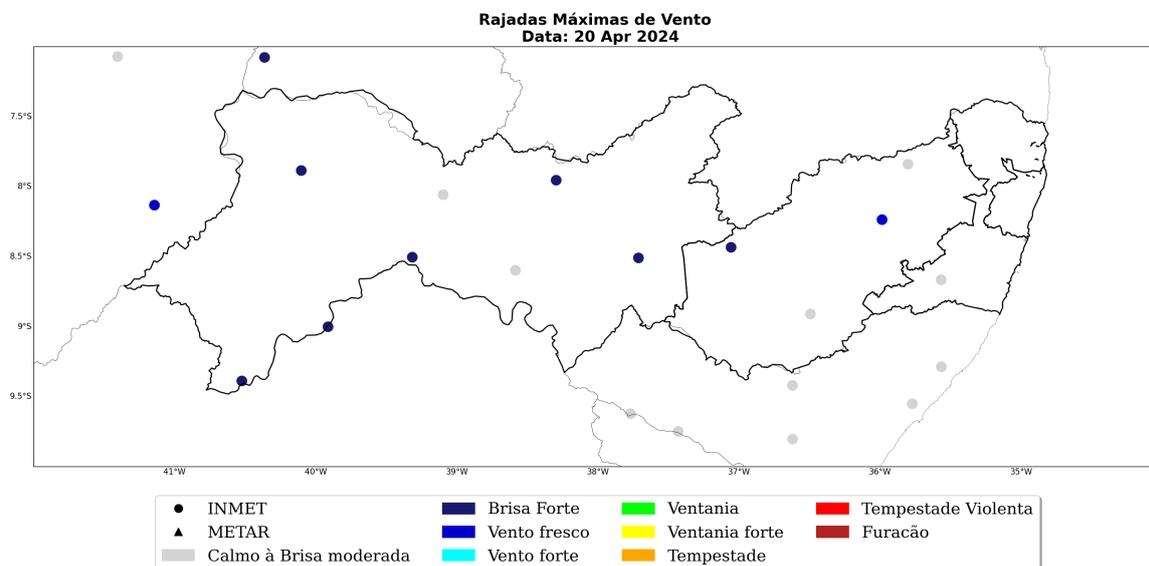 Rajadas Máximas de Vento
Data: 20 Apr 2024
7.5°S
8°S
8.5°S
9°S
9.5°S
41°W 40°W 39°W 38°W 37°W 36°W 35°W
INMET
METAR
Calmo à Brisa moderada
Brisa Forte
Vento fresco
Vento forte
Ventania
Ventania forte
Tempestade
Tempestade Violenta
Furacão